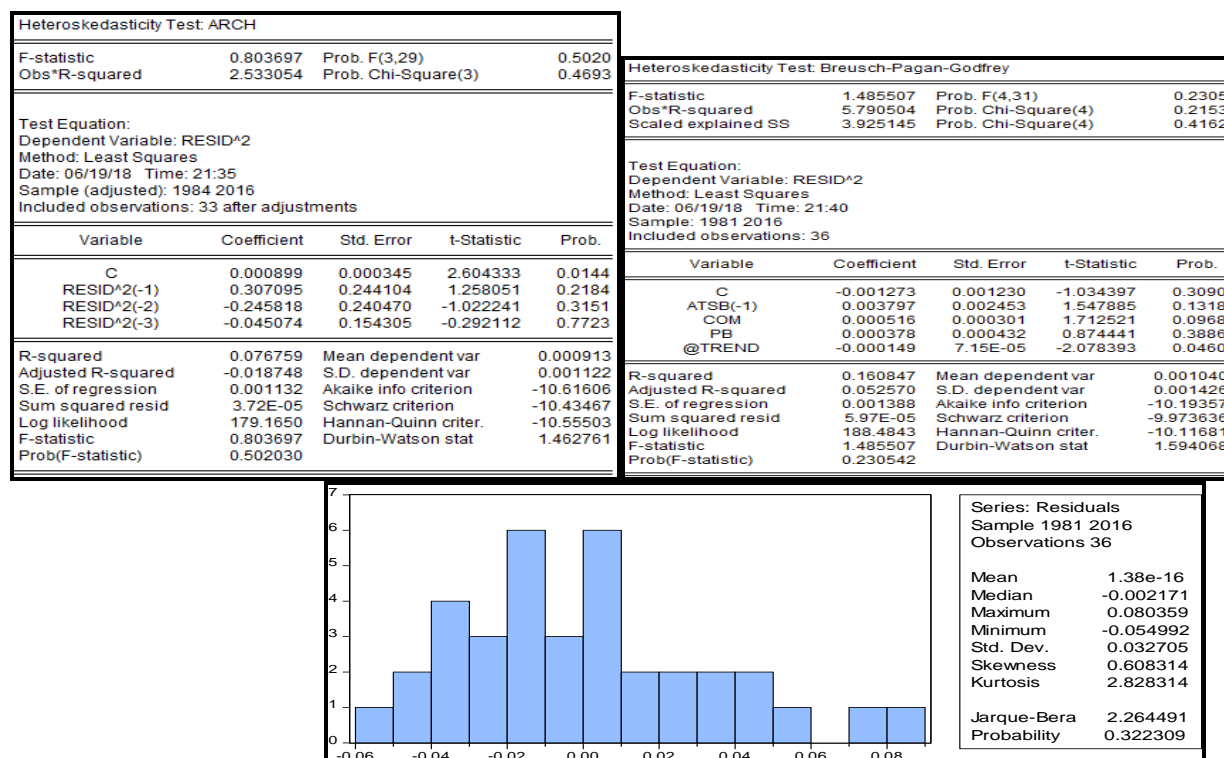 Heteroskedasticity Test: ARCH
F-statistic 0.803697 Prob. F(3,29) 0.5020
Obs*R-squared 2.533054 Prob. Chi-Square(3) 0.4693
Test Equation:
Dependent Variable: RESID^2
Method: Least Squares
Date: 06/19/18 Time: 21:35
Sample (adjusted): 1984 2016
Included observations: 33 after adjustments
Variable Coefficient Std. Error t-Statistic Prob.
C 0.000899 0.000345 2.604333 0.0144
RESID^2(-1) 0.307095 0.244104 1.258051 0.2184
RESID^2(-2) -0.245818 0.240470 -1.022241 0.3151
RESID^2(-3) -0.045074 0.154305 -0.292112 0.7723
R-squared 0.076759 Mean dependent var 0.000913
Adjusted R-squared -0.018748 S.D. dependent var 0.001122
S.E. of regression 0.001132 Akaike info criterion -10.61606
Sum squared resid 3.72E-05 Schwarz criterion -10.43467
Log likelihood 179.1650 Hannan-Quinn criter. -10.55503
F-statistic 0.803697 Durbin-Watson stat 1.462761
Prob(F-statistic) 0.502030
Heteroskedasticity Test: Breusch-Pagan-Godfrey
F-statistic 1.485507 Prob. F(4,31) 0.2305
Obs*R-squared 5.790504 Prob. Chi-Square(4) 0.2153
Scaled explained SS 3.925145 Prob. Chi-Square(4) 0.4162
Test Equation:
Dependent Variable: RESID^2
Method: Least Squares
Date: 06/19/18 Time: 21:40
Sample: 1981 2016
Included observations: 36
Variable Coefficient Std. Error t-Statistic Prob.
C -0.001273 0.001230 -1.034397 0.3090
ATSB(-1) 0.003797 0.002453 1.547885 0.1318
COM 0.000516 0.000301 1.712521 0.0968
PB 0.000378 0.000432 0.874441 0.3886
@TREND -0.000149 7.15E-05 -2.078393 0.0460
R-squared 0.160847 Mean dependent var 0.001040
Adjusted R-squared 0.052570 S.D. dependent var 0.001426
S.E. of regression 0.001388 Akaike info criterion -10.19357
Sum squared resid 5.97E-05 Schwarz criterion -9.973636
Log likelihood 188.4843 Hannan-Quinn criter. -10.11681
F-statistic 1.485507 Durbin-Watson stat 1.594068
Prob(F-statistic) 0.230542
7
6
5
4
3
2
1
0
-0.06 -0.04 -0.02 0.00 0.02 0.04 0.06 0.08
Series: Residuals
Sample 1981 2016
Observations 36
Mean 1.38e-16
Median -0.002171
Maximum 0.080359
Minimum -0.054992
Std. Dev. 0.032705
Skewness 0.608314
Kurtosis 2.828314
Jarque-Bera 2.264491
Probability 0.322309